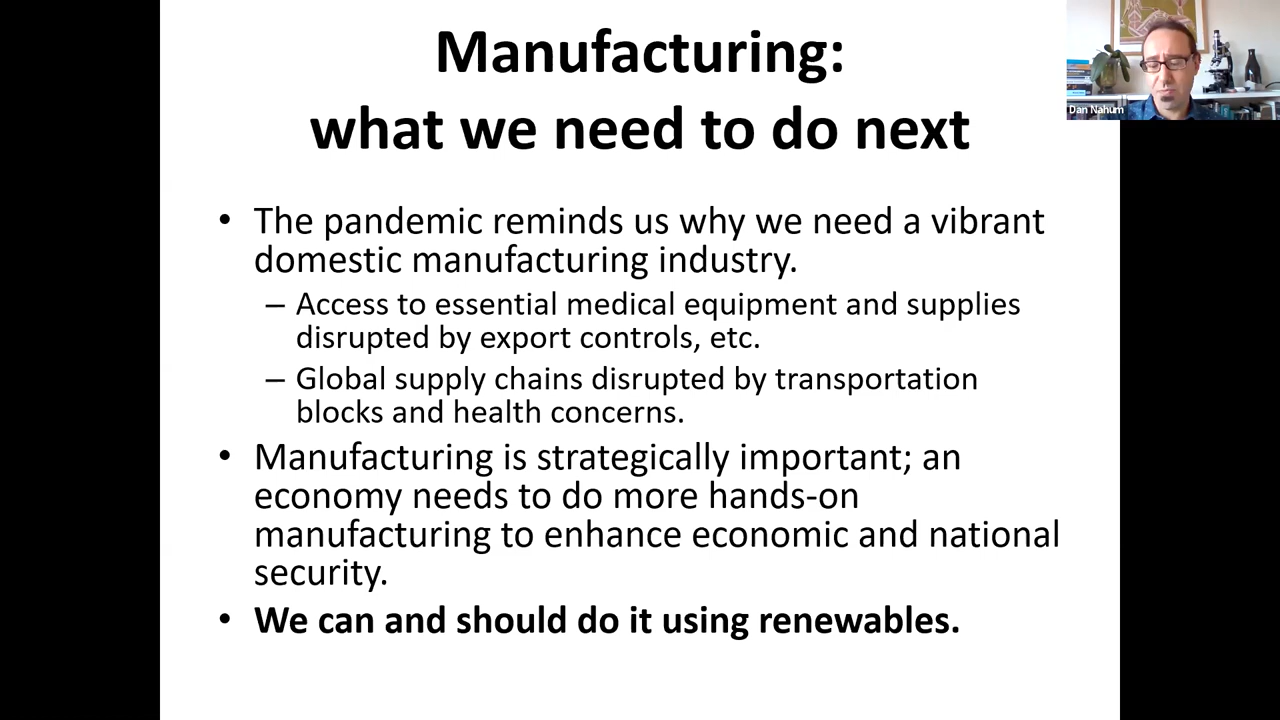 Manufacturing:
what we need to do next
• The pandemic reminds us why we need a vibrant
domestic manufacturing industry.
– Access to essential medical equipment and supplies
disrupted by export controls, etc.
– Global supply chains disrupted by transportation
blocks and health concerns.
• Manufacturing is strategically important; an
economy needs to do more hands-on
manufacturing to enhance economic and national
security.
• We can and should do it using renewables.
Dan Nahum